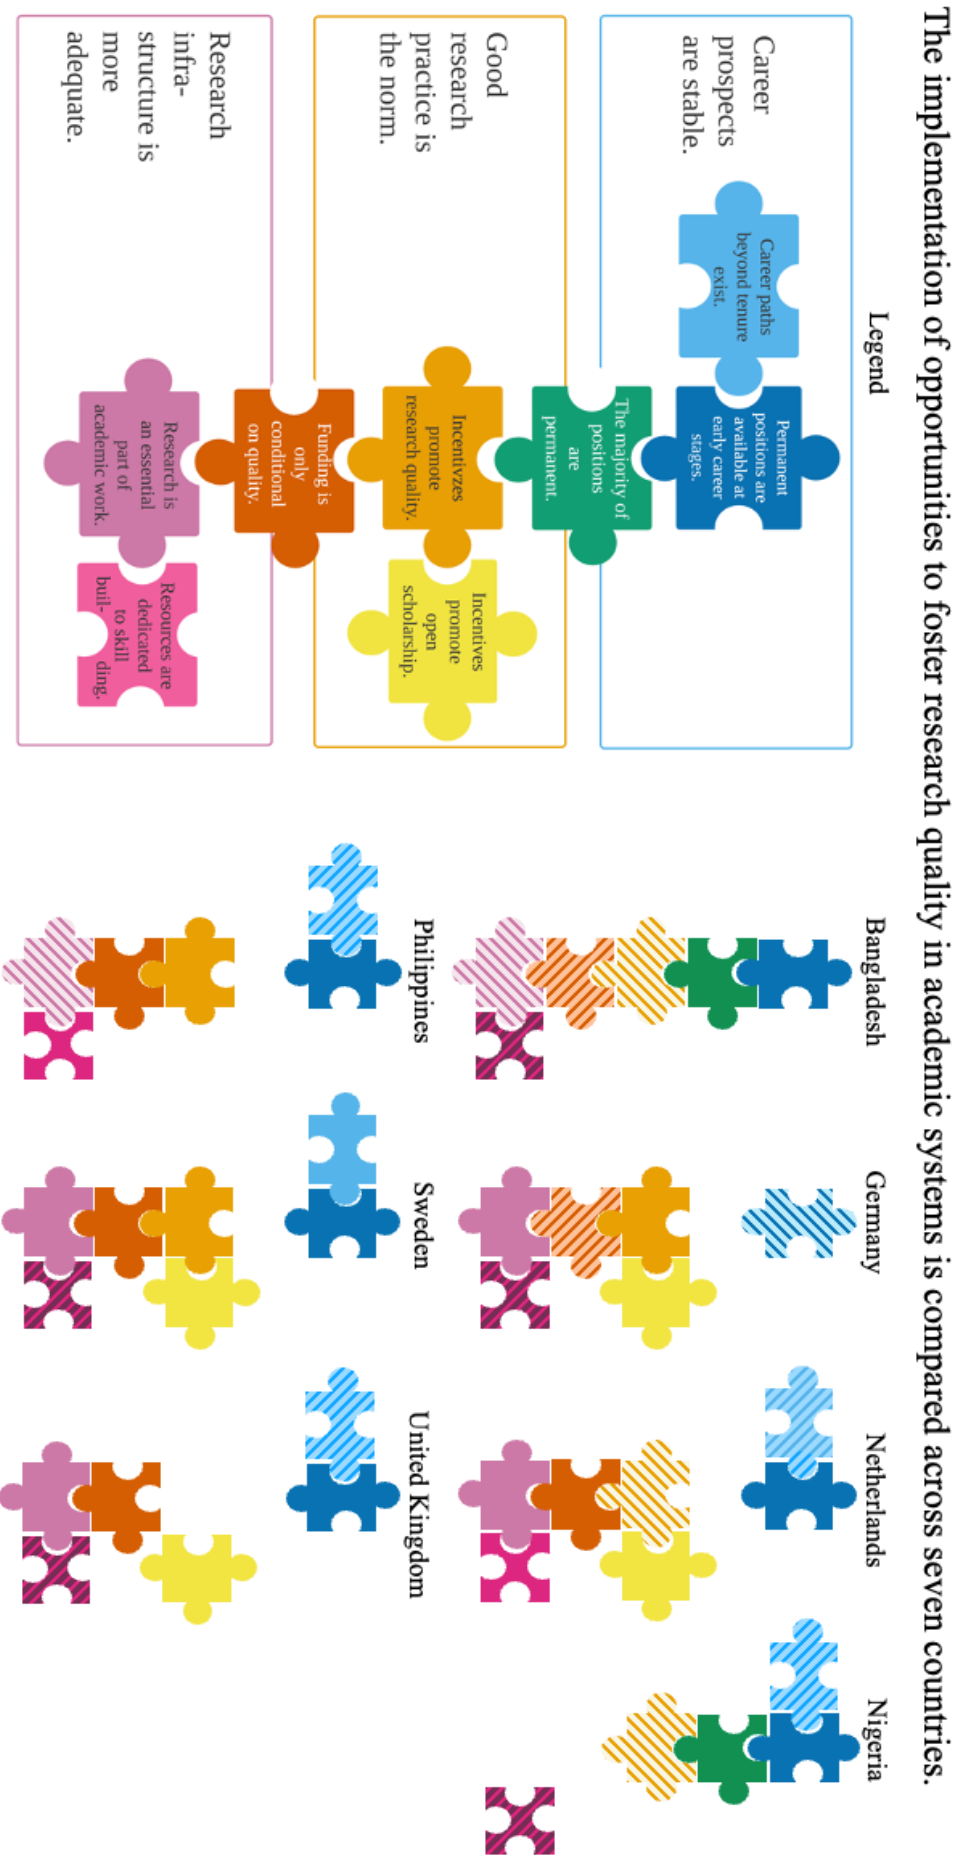 The implementation of opportunities to foster research quality in academic systems is compared across seven countries.
Legend
Career
prospects
are stable.
Career paths
beyond tenure
exist.
Permanent
positions are
available at
early career
stages.
The majority of
positions
are
permanent.
Good
research
practice is
the norm.
Incentivzes
promote
research quality.
Incentives
promote
open
scholarship.
Funding is
only
conditional
on quality.
Research
infra-
structure is
more
adequate.
Research is
an essential
part of
academic work.
Resources are
dedicated
to skill
buil- ding.
Bangladesh
Germany
Netherlands
Nigeria
Philippines
Sweden
United Kingdom